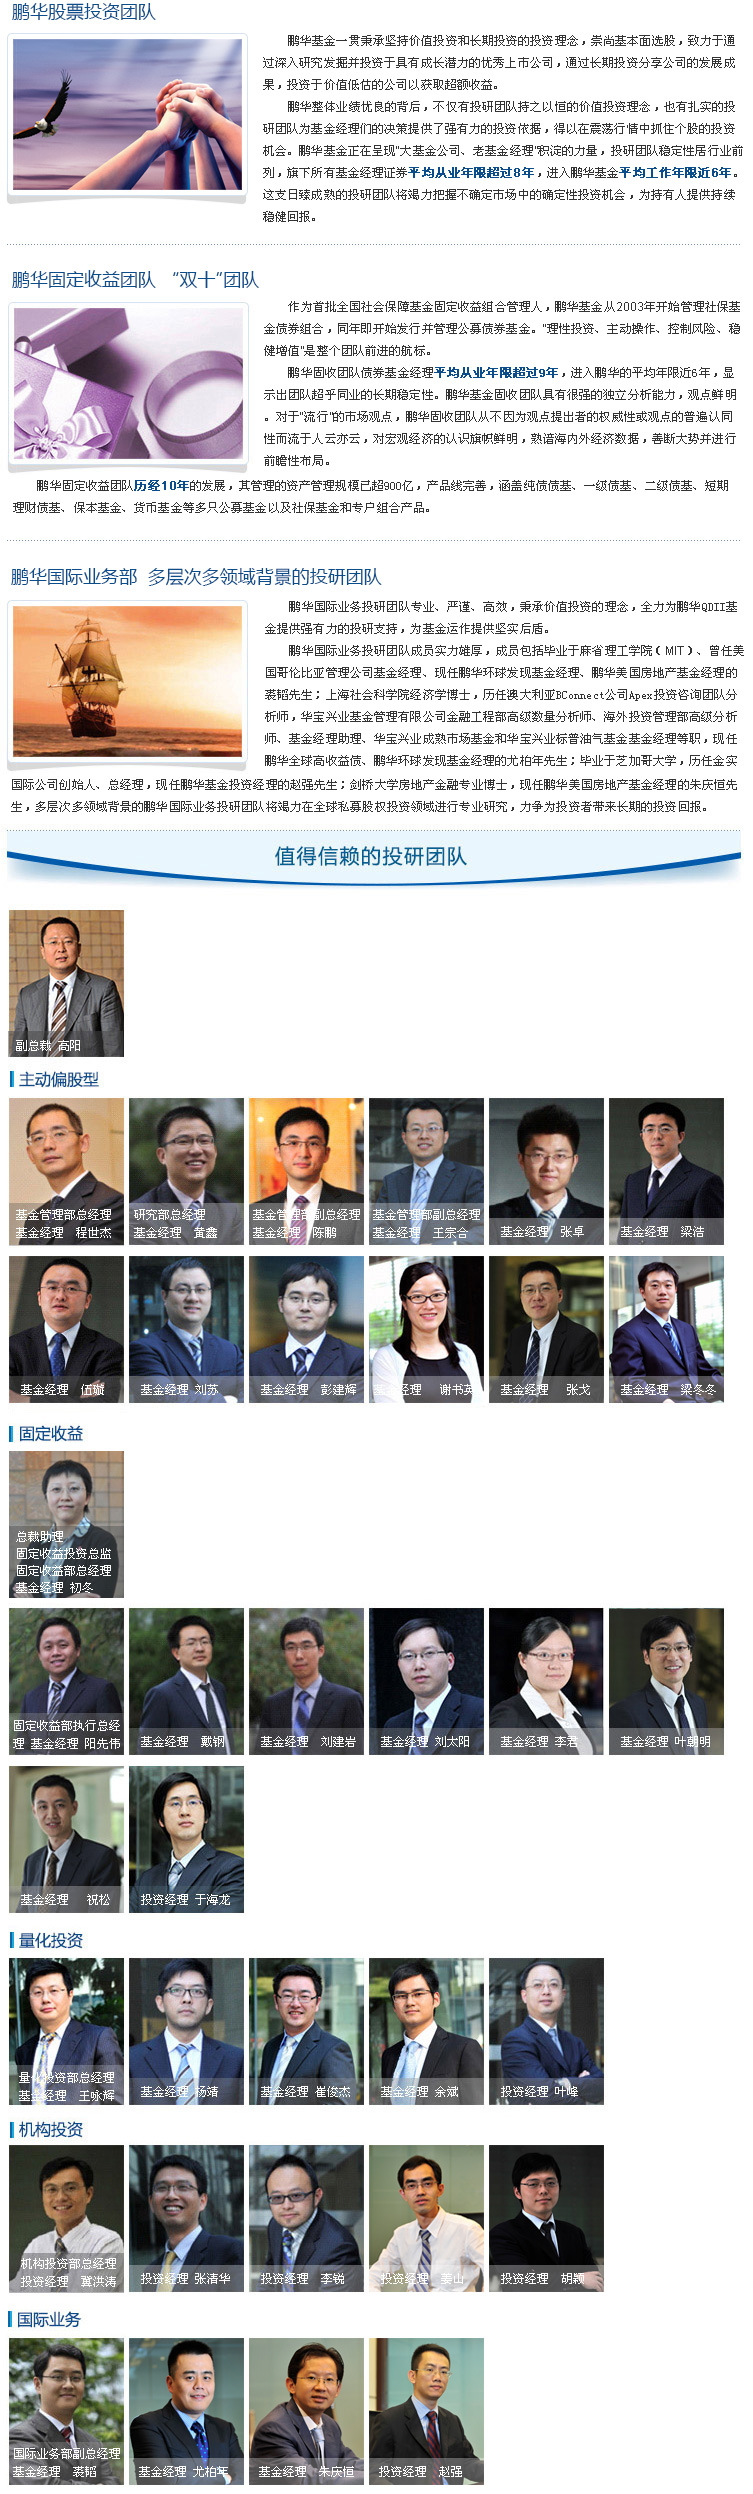 鹏华股票投资团队
鹏华基金一贯秉承坚持价值投资和长期投资的投资理念，崇尚基本面选股，致力于通
过深入研究发掘并投资于具有成长潜力的优秀上市公司，通过长期投资分享公司的发展成
果，投资于价值低估的公司以获取超额收益。
鹏华整体业绩优良的背后，不仅有投研团队持之以恒的价值投资理念，也有扎实的投
研团队为基金经理们的决策提供了强有力的投资依据，得以在震荡行情中抓住个股的投资
机会。鹏华基金正在呈现"大基金公司、老基金经理"积淀的力量，投研团队稳定性居行业前
列，旗下所有基金经理证券平均从业年限超过8年，进入鹏华基金平均工作年限近6年。
这支日臻成熟的投研团队将竭力把握不确定市场中的确定性投资机会，为持有人提供持续
稳健回报。
鹏华固定收益团队 “双十”团队
作为首批全国社会保障基金固定收益组合管理人，鹏华基金从2003年开始管理社保基
金债券组合，同年即开始发行并管理公募债券基金。"理性投资、主动操作、控制风险、稳
健增值"是整个团队前进的航标。
鹏华固收团队债券基金经理平均从业年限超过9年，进入鹏华的平均年限近6年，显
示出团队超乎同业的长期稳定性。鹏华基金固收团队具有很强的独立分析能力，观点鲜明
。对于"流行"的市场观点，鹏华固收团队从不因为观点提出者的权威性或观点的普遍认同
性而流于人云亦云，对宏观经济的认识旗帜鲜明，熟谙海内外经济数据，善断大势并进行
前瞻性布局。
鹏华固定收益团队历经10年的发展，其管理的资产管理规模已超900亿，产品线完善，涵盖纯债债基、一级债基、二级债基、短期
理财债基、保本基金、货币基金等多只公募基金以及社保基金和专户组合产品。
鹏华国际业务部 多层次多领域背景的投研团队
鹏华国际业务投研团队专业、严谨、高效，秉承价值投资的理念，全力为鹏华QDII基
金提供强有力的投研支持，为基金运作提供坚实后盾。
鹏华国际业务投研团队成员实力雄厚，成员包括毕业于麻省理工学院（MIT）、曾任美
国哥伦比亚管理公司基金经理、现任鹏华环球发现基金经理、鹏华美国房地产基金经理的
裘韬先生；上海社会科学院经济学博士，历任澳大利亚BConnect公司Apex投资咨询团队分
析师，华宝兴业基金管理有限公司金融工程部高级数量分析师、海外投资管理部高级分析
师、基金经理助理、华宝兴业成熟市场基金和华宝兴业标普油气基金基金经理等职，现任
鹏华全球高收益债、鹏华环球发现基金经理的尤柏年先生；毕业于芝加哥大学，历任金实
国际公司创始人、总经理，现任鹏华基金投资经理的赵强先生；剑桥大学房地产金融专业博士，现任鹏华美国房地产基金经理的朱庆恒先
生，多层次多领域背景的鹏华国际业务投研团队将竭力在全球私募股权投资领域进行专业研究，力争为投资者带来长期的投资回报。
值得信赖的投研团队
副总裁 高阳
主动偏股型
基金管理部总经理
基金经理 程世杰
研究部总经理
基金经理 黄鑫
基金管理部副总经理
基金经理 陈鹏
基金管理部副总经理
基金经理 王宗合
基金经理 张卓
基金经理 梁浩
基金经理 伍璇
基金经理 刘苏
基金经理 彭建辉
基金经理 谢书英
基金经理 张戈
基金经理 梁冬冬
固定收益
总裁助理
固定收益投资总监
固定收益部总经理
基金经理 初冬
固定收益部执行总经
理 基金经理 阳先伟
基金经理 戴钢
基金经理 刘建岩
基金经理 刘太阳
基金经理 李君
基金经理 叶朝明
基金经理 祝松
投资经理 于海龙
量化投资
量化投资部总经理
基金经理 王咏辉
基金经理 杨靖
基金经理 崔俊杰
基金经理 余斌
投资经理 叶峰
机构投资
机构投资部总经理
投资经理 冀洪涛
投资经理 张清华
投资经理 李锐
投资经理 姜山
投资经理 胡颖
国际业务
国际业务部副总经理
基金经理 裘韬
基金经理 尤柏年
基金经理 朱庆恒
投资经理 赵强